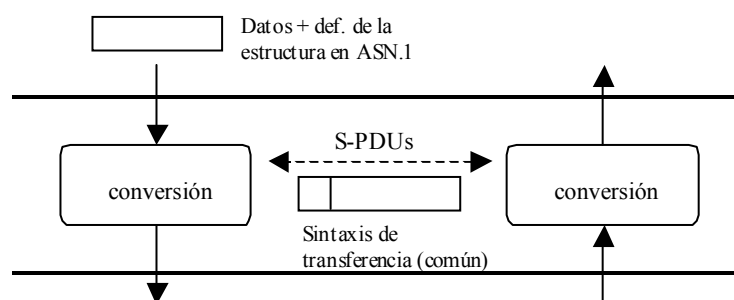 Datos + def. de la
estructura en ASN.1
S-PDUs
conversión
conversión
Sintaxis de
transferencia (común)